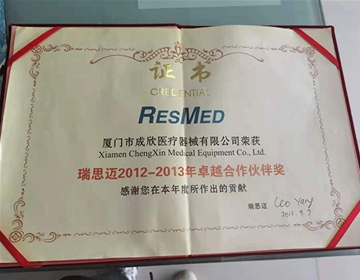 证书
CREDENTIAL
RESMED
厦门市成欣医疗器械有限公司荣获
Xiamen ChengXin Medical Equipment Co., Ltd.
瑞思迈2012-2013年卓越合作伙伴奖
感谢您在本年度所作出的贡献
瑞思迈 Leo Yang